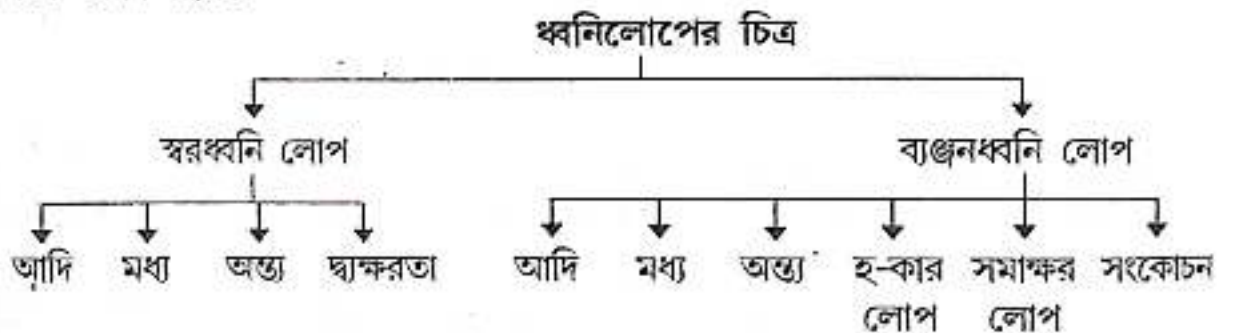 ধ্বনিলোপের চিত্র
স্বরধ্বনি লোপ ব্যঞ্জনধ্বনি লোপ
আদি মধ্য অন্ত্য দ্ব্যক্ষরতা আদি মধ্য অন্ত্য হ-কার সমাক্ষর সংকোচন
লোপ লোপ